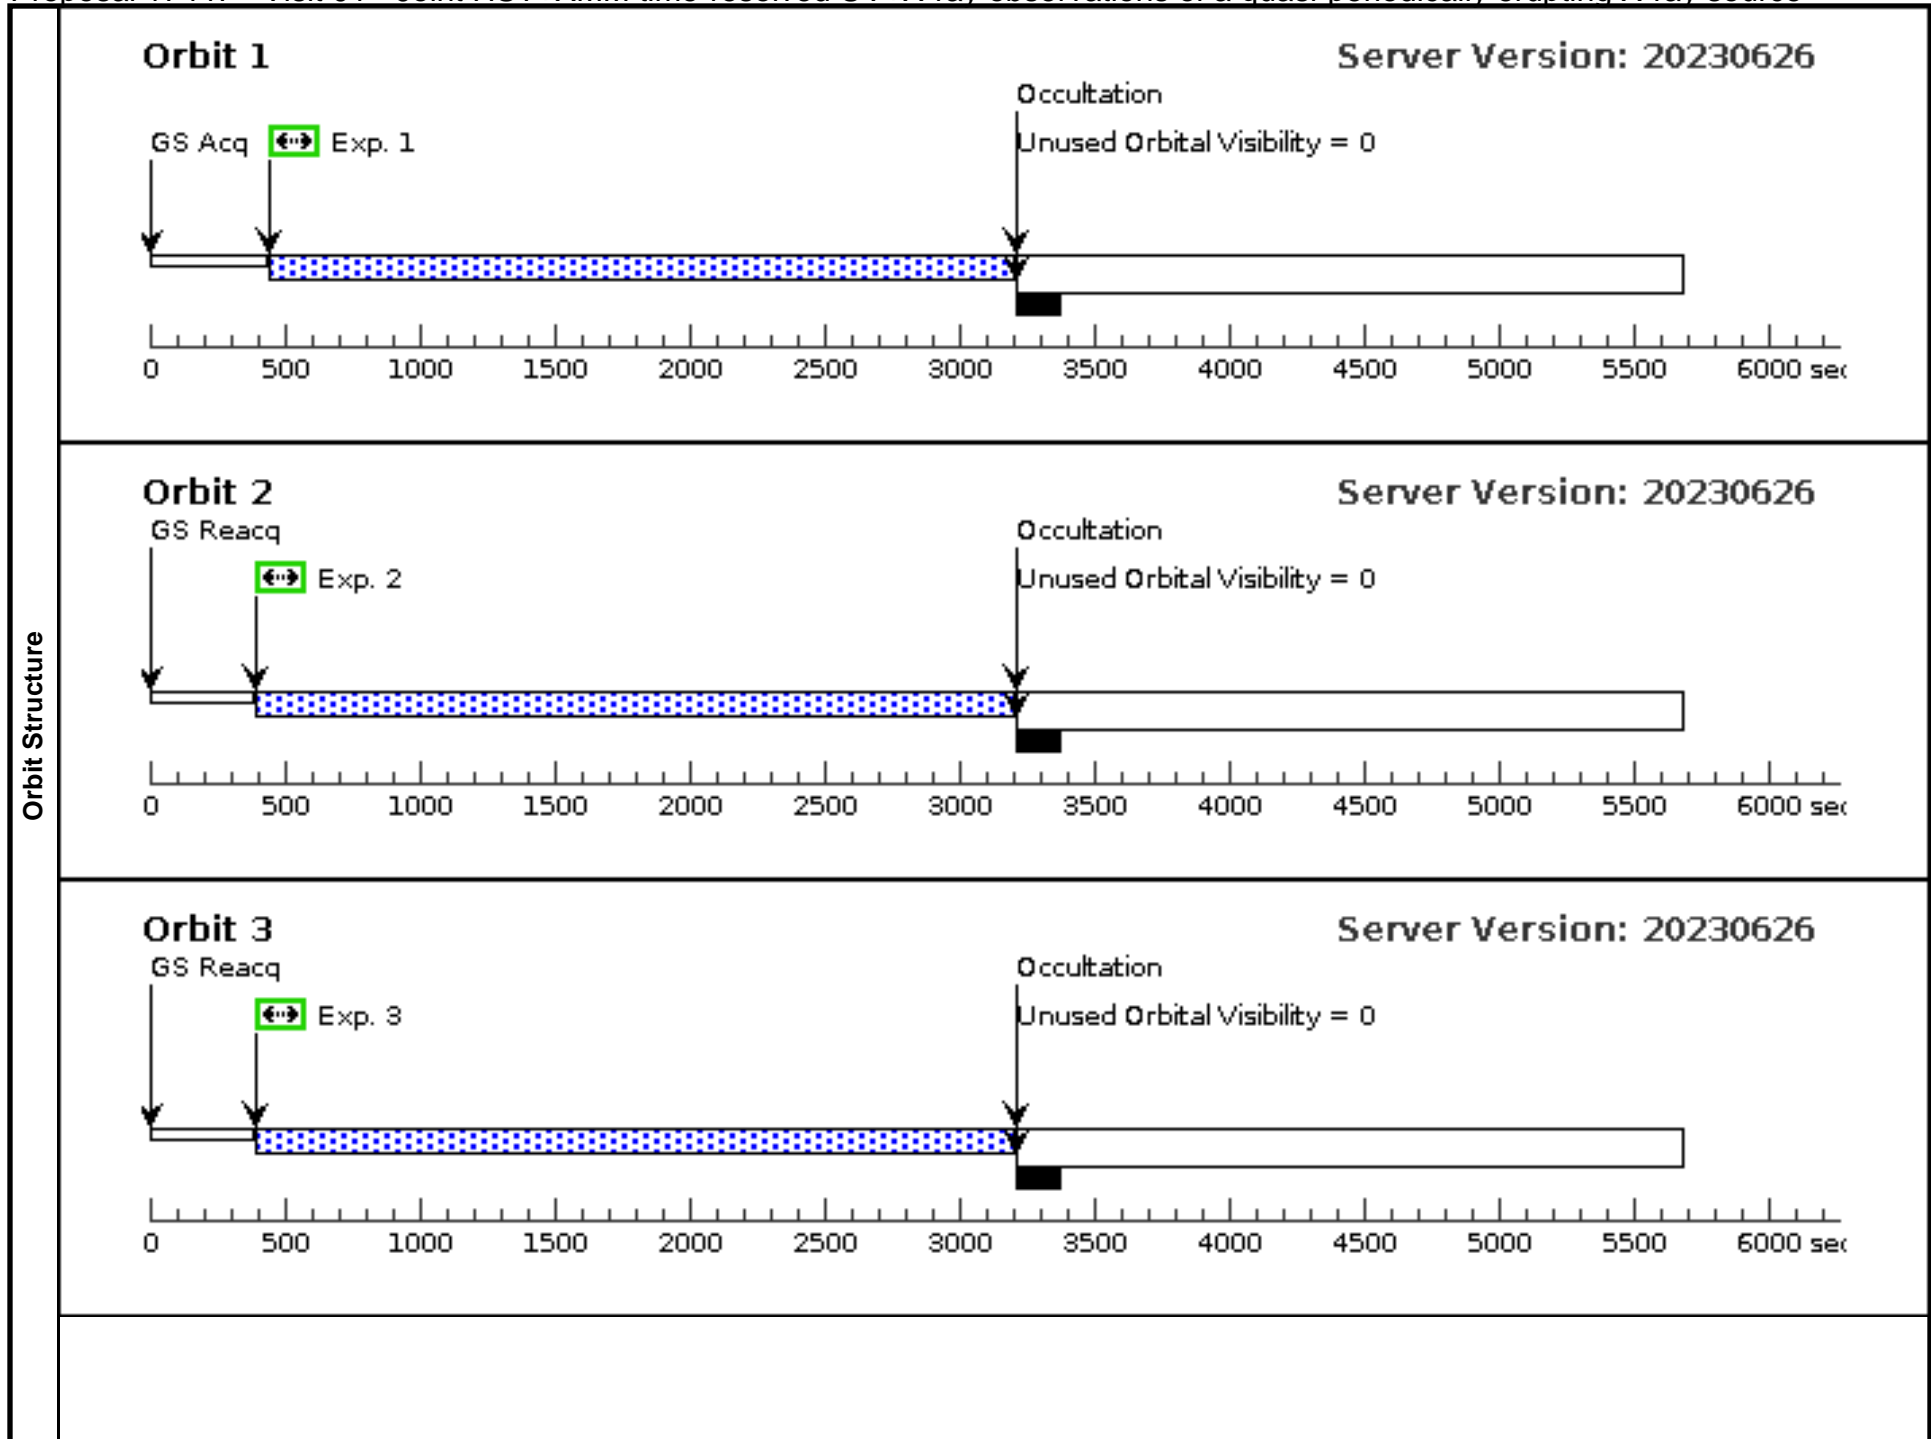 Orbit 1 Server Version: 20230626
Occultation
GS Acq Exp. 1 Unused Orbital Visibility = 0
0 500 1000 1500 2000 2500 3000 3500 4000 4500 5000 5500 6000 sec
Orbit 2 Server Version: 20230626
GS Reacq Occultation
Exp. 2 Unused Orbital Visibility = 0
0 500 1000 1500 2000 2500 3000 3500 4000 4500 5000 5500 6000 sec
Orbit 3 Server Version: 20230626
GS Reacq Occultation
Exp. 3 Unused Orbital Visibility = 0
0 500 1000 1500 2000 2500 3000 3500 4000 4500 5000 5500 6000 sec
Orbit Structure